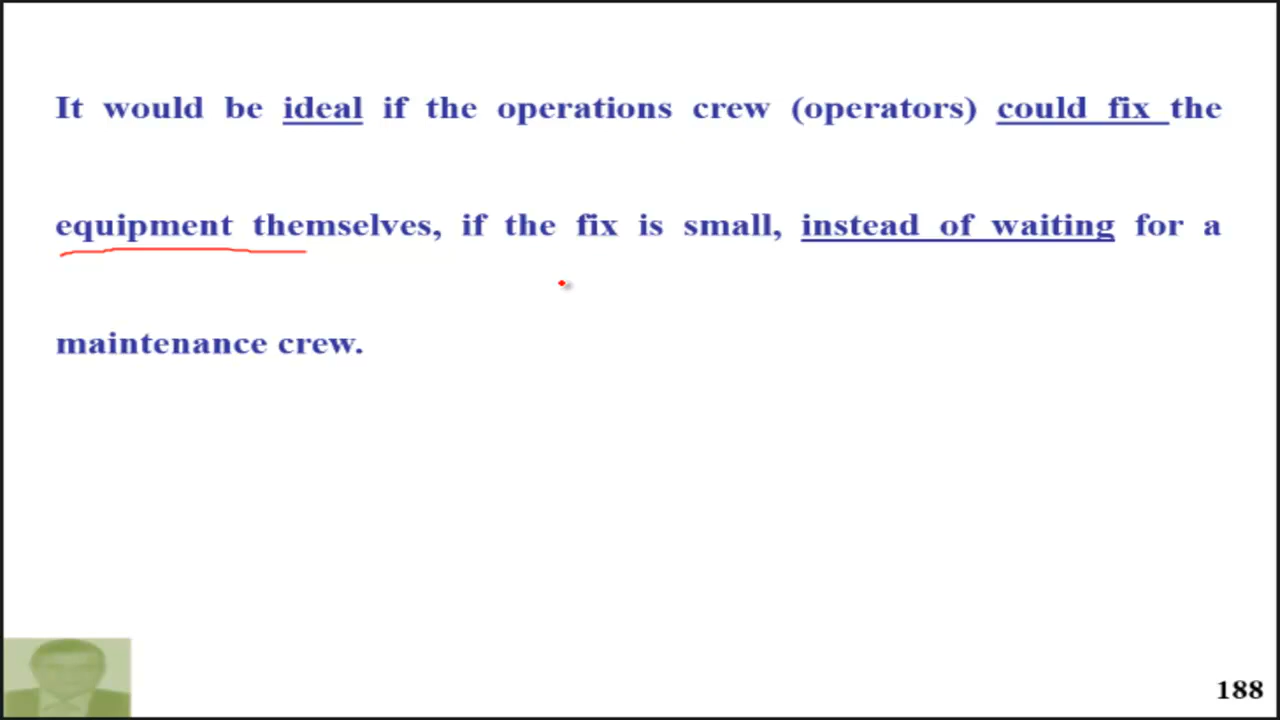 It would be ideal if the operations crew (operators) could fix the
equipment themselves, if the fix is small, instead of waiting for a
maintenance crew.
188